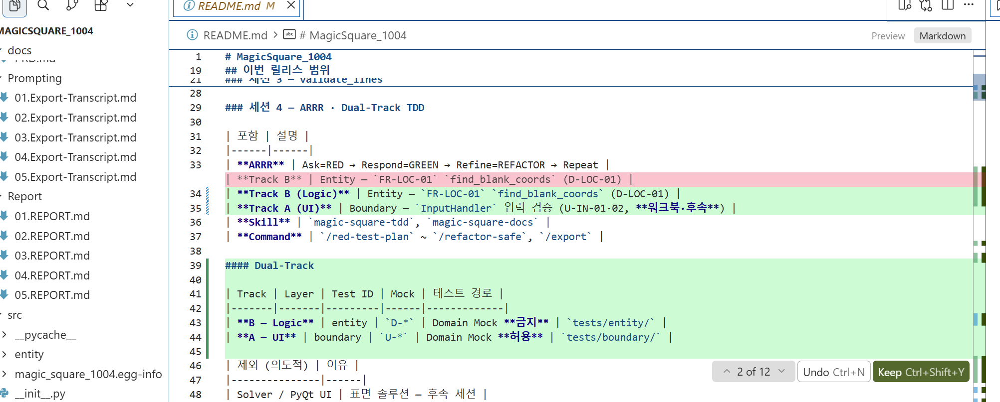 README.md M
MAGICSQUARE_1004
docs
PRD.md
Prompting
01.Export-Transcript.md
02.Export-Transcript.md
03.Export-Transcript.md
04.Export-Transcript.md
05.Export-Transcript.md
Report
01.REPORT.md
02.REPORT.md
03.REPORT.md
04.REPORT.md
05.REPORT.md
src
__pycache__
entity
magic_square_1004.egg-info
__init__.py
README.md > abc # MagicSquare_1004
Preview Markdown
1 # MagicSquare_1004
19 ## 이번 릴리스 범위
21 ### 세션 3 — validate_lines
28
29 ### 세션 4 — ARRR · Dual-Track TDD
30
31 | 포함 | 설명 |
32 |------|------|
33 | **ARRR** | Ask=RED → Respond=GREEN → Refine=REFACTOR → Repeat |
| **Track B** | Entity — `FR-LOC-01` `find_blank_coords` (D-LOC-01) |
34 | **Track B (Logic)** | Entity — `FR-LOC-01` `find_blank_coords` (D-LOC-01) |
35 | **Track A (UI)** | Boundary — `InputHandler` 입력 검증 (U-IN-01·02, **워크북·후속**) |
36 | **Skill** | `magic-square-tdd`, `magic-square-docs` |
37 | **Command** | `/red-test-plan` ~ `/refactor-safe`, `/export` |
38
39 #### Dual-Track
40
41 | Track | Layer | Test ID | Mock | 테스트 경로 |
42 |-------|-------|---------|------|-------------|
43 | **B — Logic** | entity | `D-*` | Domain Mock **금지** | `tests/entity/` |
44 | **A — UI** | boundary | `U-*` | Domain Mock **허용** | `tests/boundary/` |
45
46 | 제외 (의도적) | 이유 |
47 |---------------|------|
48 | Solver / PyQt UI | 표면 솔루션 — 후속 세션 |
2 of 12
Undo Ctrl+N
Keep Ctrl+Shift+Y